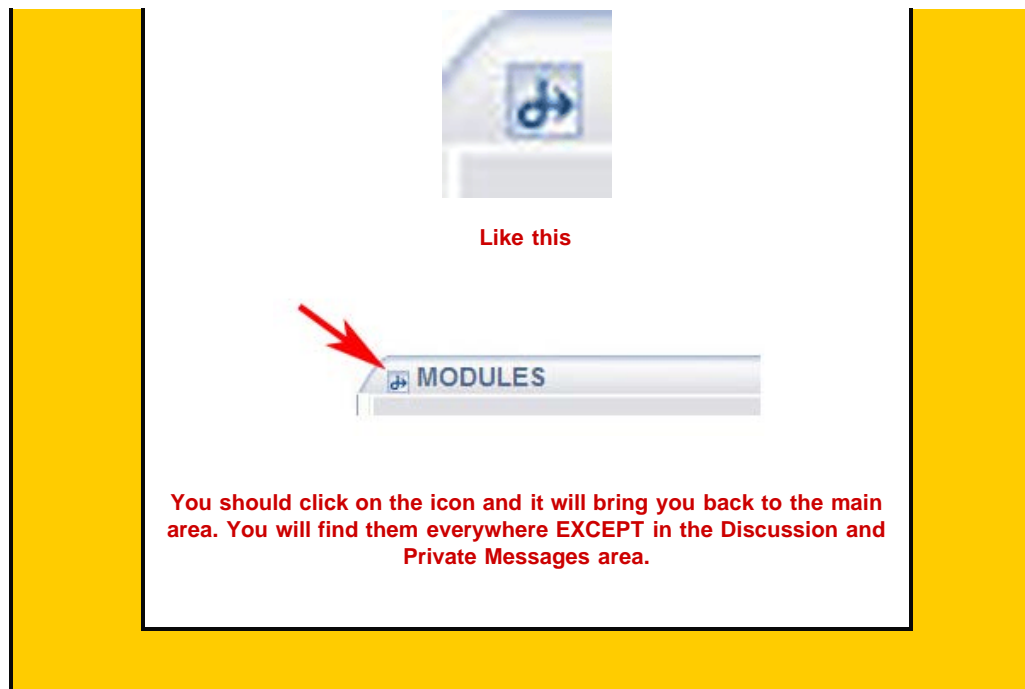 Like this
MODULES
You should click on the icon and it will bring you back to the main
area. You will find them everywhere EXCEPT in the Discussion and
Private Messages area.